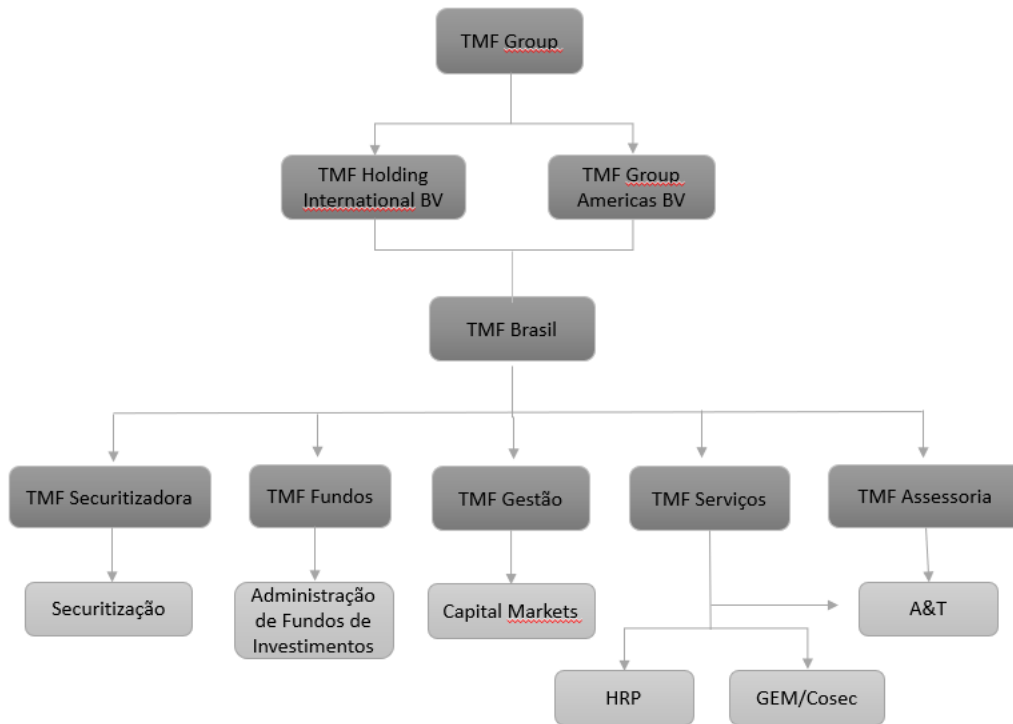 TMF Group
TMF Holding
International BV
TMF Group
Americas BV
TMF Brasil
TMF Securitizadora
TMF Fundos
TMF Gestão
TMF Serviços
TMF Assessoria
Securitização
Administração
de Fundos de
Investimentos
Capital Markets
A&T
HRP
GEM/Cosec